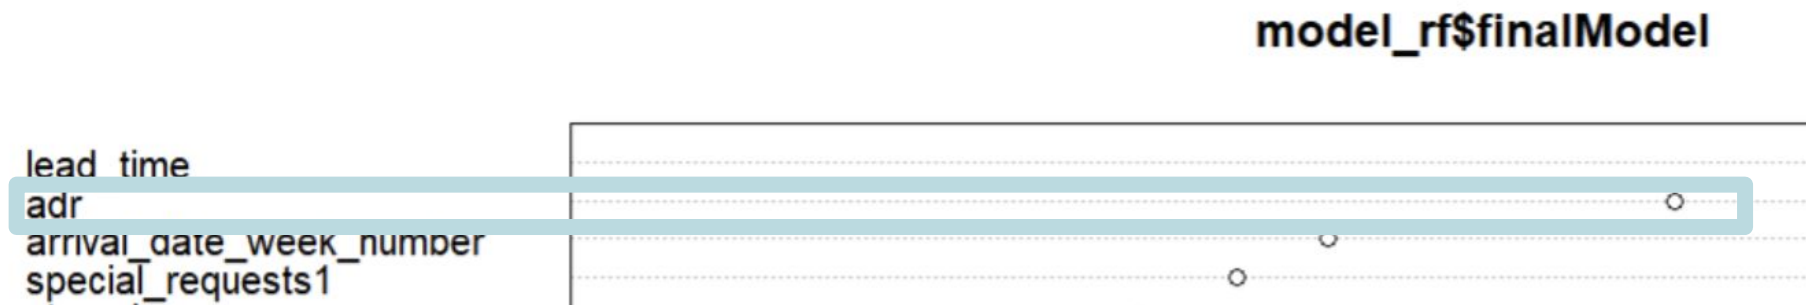 model_rf$finalModel
lead_time
adr
arrival_date_week_number
special_requests1